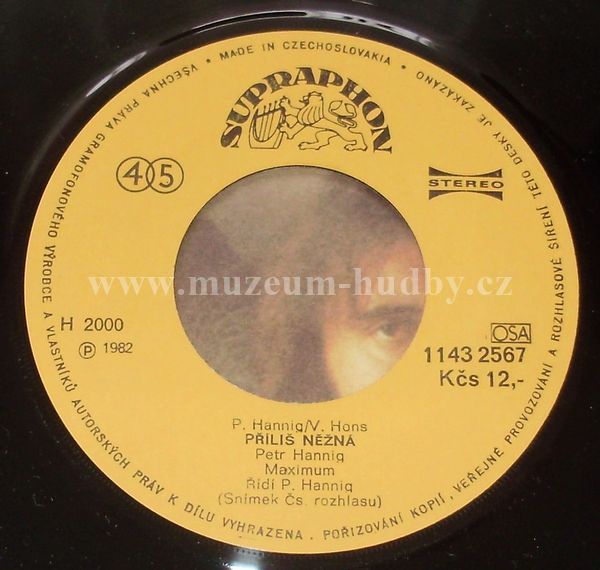 VŠECHNA PRÁVA GRAMOFONOVÉHO VÝROBCE A VLASTNÍKŮ AUTORSKÝCH PRÁV K DÍLU VYHRAZENA · POŘIZOVÁNÍ KOPIÍ, VEŘEJNÉ PROVOZOVÁNÍ A ROZHLASOVÉ ŠÍŘENÍ TÉTO DESKY JE ZAKÁZÁNO
• MADE IN CZECHOSLOVAKIA •
SUPRAPHON
45
STEREO
www.muzeum-hudby.cz
H 2000
OSA
Ⓟ 1982
1143 2567
Kčs 12,-
P. Hannig/V. Hons
PŘÍLIŠ NĚŽNÁ
Petr Hannig
Maximum
Řídí P. Hannig
(Snímek Čs. rozhlasu)